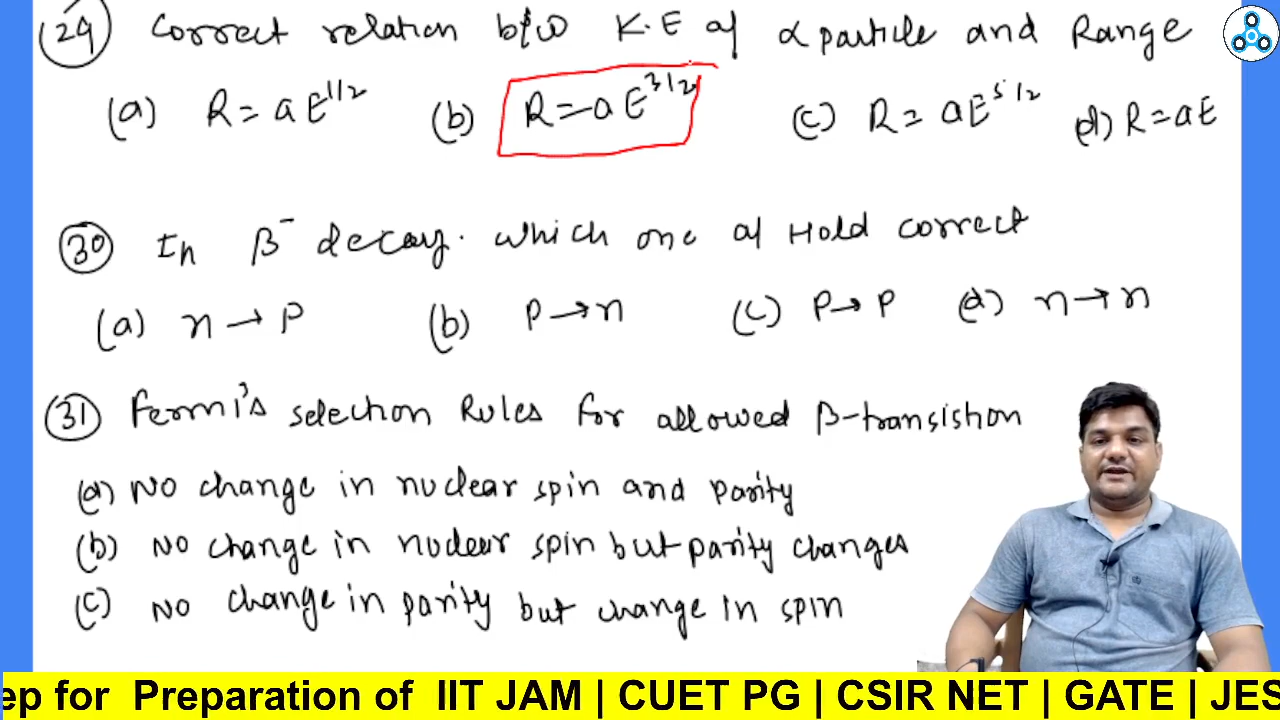 (29) Correct relation b/w K.E of α particle and Range
(a) R = aE^1/2 (b) R = aE^3/2 (c) R = aE^5/2 (d) R = aE
(30) In β⁻ decay. which one of Hold correct
(a) n → P (b) P → n (c) P → P (d) n → n
(31) Fermi's selection Rules for allowed β-transistion
(a) No change in nuclear spin and parity
(b) No change in nuclear spin but parity changes
(c) No change in parity but change in spin
ep for Preparation of IIT JAM | CUET PG | CSIR NET | GATE | JES